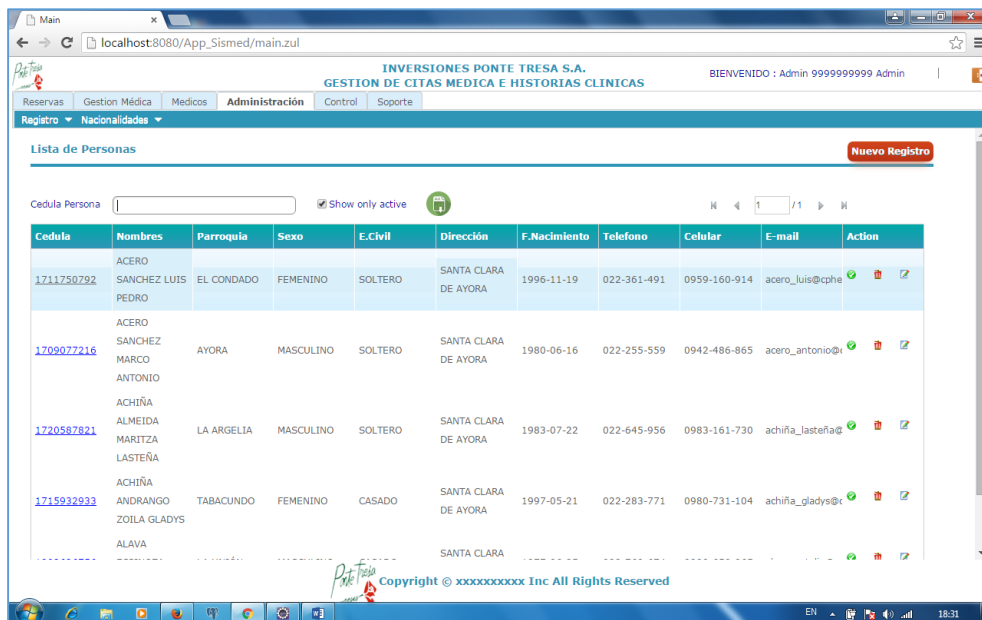 Main
localhost:8080/App_Sismed/main.zul
Ponte Tresa
INVERSIONES PONTE TRESA S.A.
GESTION DE CITAS MEDICA E HISTORIAS CLINICAS
BIENVENIDO : Admin 9999999999 Admin
Reservas Gestion Médica Medicos Administración Control Soporte
Registro Nacionalidades
Lista de Personas
Nuevo Registro
Cedula Persona Show only active 1 / 1
Cedula Nombres Parroquia Sexo E.Civil Dirección F.Nacimiento Telefono Celular E-mail Action
ACERO
SANCHEZ LUIS
PEDRO
1711750792 EL CONDADO FEMENINO SOLTERO SANTA CLARA
DE AYORA
1996-11-19 022-361-491 0959-160-914 acero_luis@cphe
ACERO
SANCHEZ
MARCO
ANTONIO
1709077216 AYORA MASCULINO SOLTERO SANTA CLARA
DE AYORA
1980-06-16 022-255-559 0942-486-865 acero_antonio@
ACHIÑA
ALMEIDA
MARITZA
LASTEÑA
1720587821 LA ARGELIA MASCULINO SOLTERO SANTA CLARA
DE AYORA
1983-07-22 022-645-956 0983-161-730 achiña_lasteña@
ACHIÑA
ANDRANGO
ZOILA GLADYS
1715932933 TABACUNDO FEMENINO CASADO SANTA CLARA
DE AYORA
1997-05-21 022-283-771 0980-731-104 achiña_gladys@
ALAVA
SANTA CLARA
Ponte Tresa
Copyright © xxxxxxxxxx Inc All Rights Reserved
EN 18:31